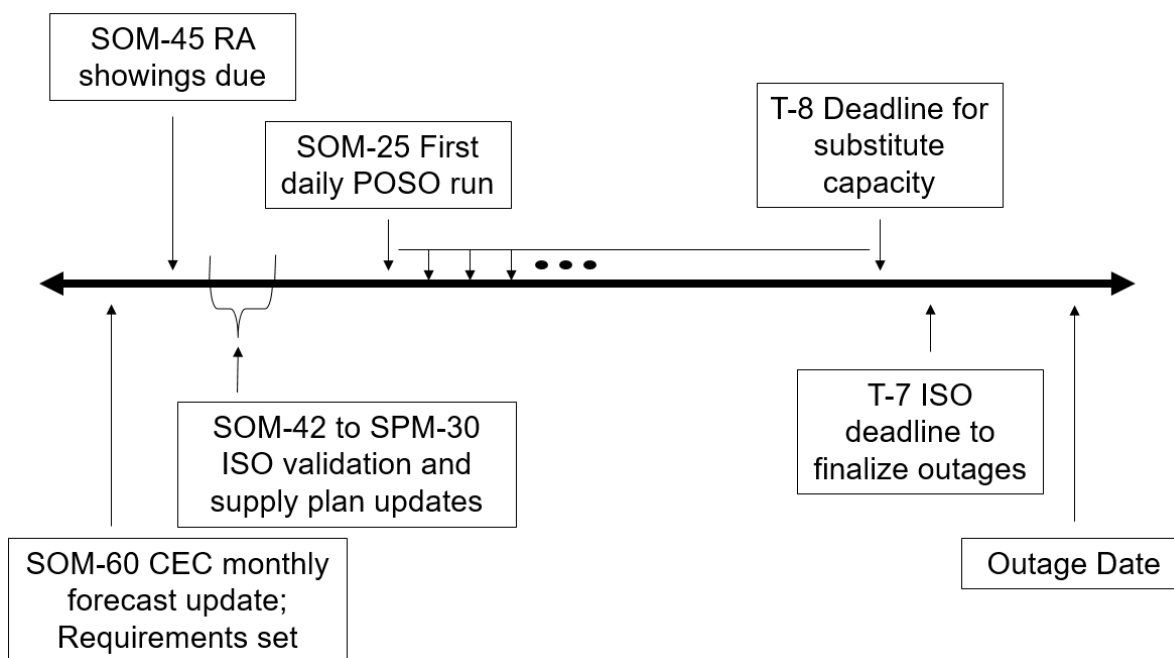 SOM-45 RA
showings due
SOM-25 First
daily POSO run
T-8 Deadline for
substitute
capacity
SOM-42 to SPM-30
ISO validation and
supply plan updates
T-7 ISO
deadline to
finalize outages
SOM-60 CEC monthly
forecast update;
Requirements set
Outage Date